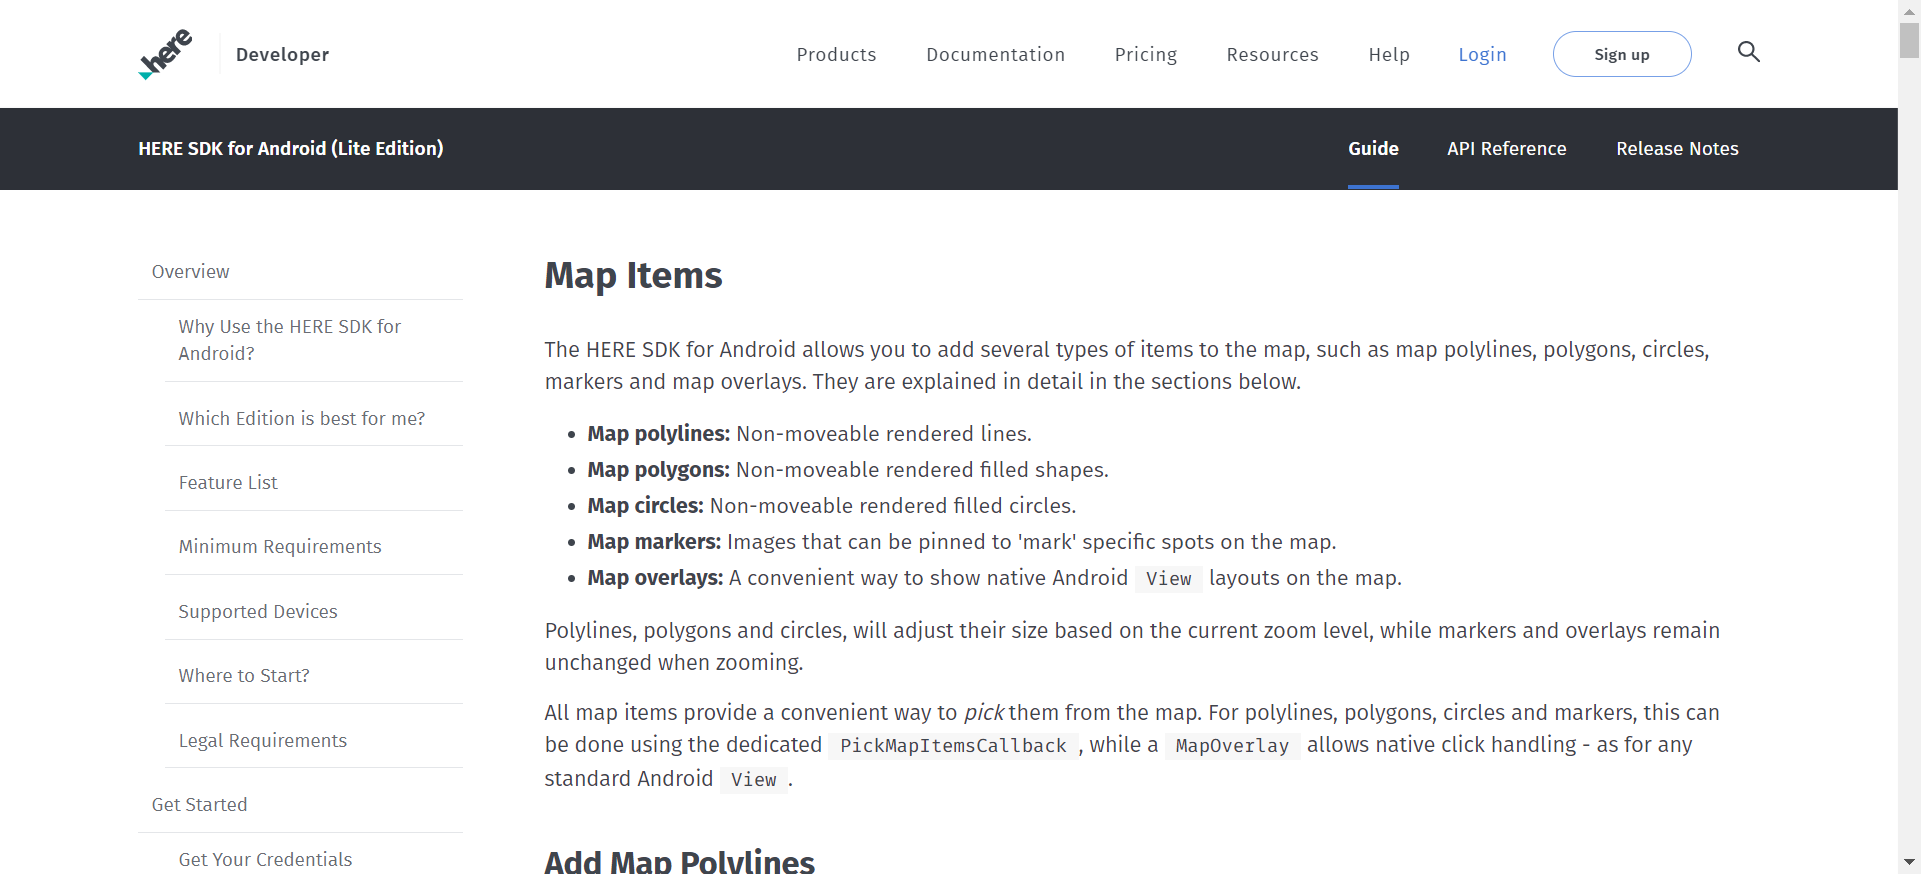 here
Developer
Products
Documentation
Pricing
Resources
Help
Login
Sign up
HERE SDK for Android (Lite Edition)
Guide
API Reference
Release Notes
Overview
Why Use the HERE SDK for
Android?
Which Edition is best for me?
Feature List
Minimum Requirements
Supported Devices
Where to Start?
Legal Requirements
Get Started
Get Your Credentials
Map Items
The HERE SDK for Android allows you to add several types of items to the map, such as map polylines, polygons, circles,
markers and map overlays. They are explained in detail in the sections below.
• Map polylines: Non-moveable rendered lines.
• Map polygons: Non-moveable rendered filled shapes.
• Map circles: Non-moveable rendered filled circles.
• Map markers: Images that can be pinned to 'mark' specific spots on the map.
• Map overlays: A convenient way to show native Android View layouts on the map.
Polylines, polygons and circles, will adjust their size based on the current zoom level, while markers and overlays remain
unchanged when zooming.
All map items provide a convenient way to pick them from the map. For polylines, polygons, circles and markers, this can
be done using the dedicated PickMapItemsCallback , while a MapOverlay allows native click handling - as for any
standard Android View .
Add Map Polylines